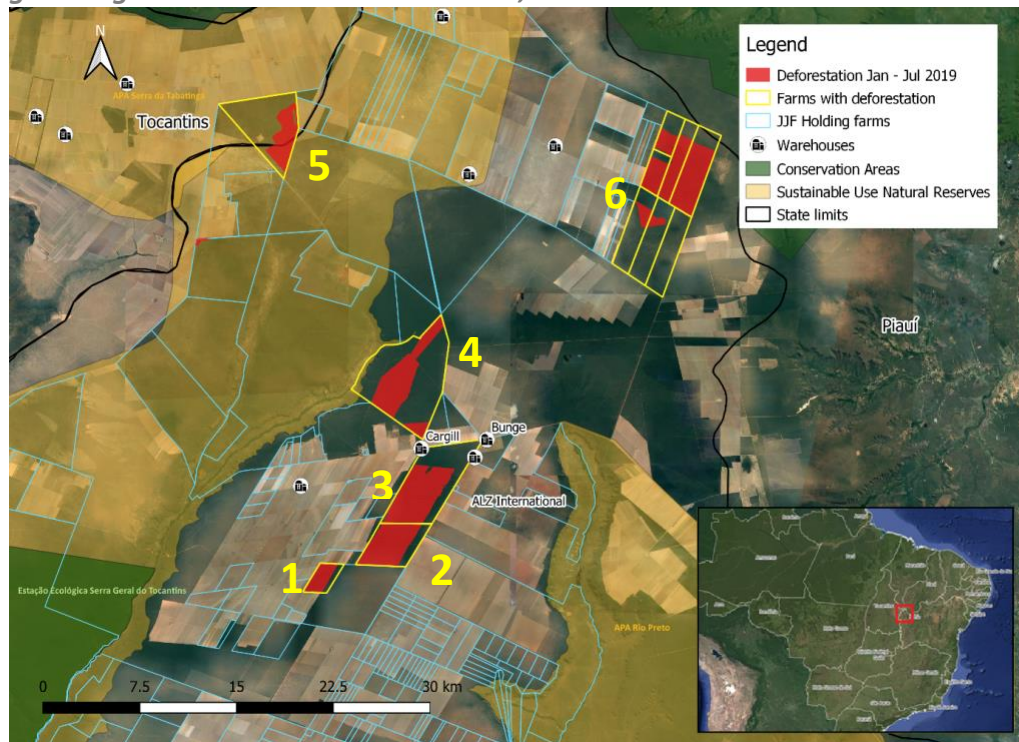 N
APA Serra da Tabatinga
Tocantins
5
6
4
Piauí
Cargill
Bunge
3
ALZ International
1
2
Estação Ecológica Serra Geral do Tocantins
APA Rio Preto
0 7.5 15 22.5 30 km
Legend
Deforestation Jan - Jul 2019
Farms with deforestation
JJF Holding farms
Warehouses
Conservation Areas
Sustainable Use Natural Reserves
State limits